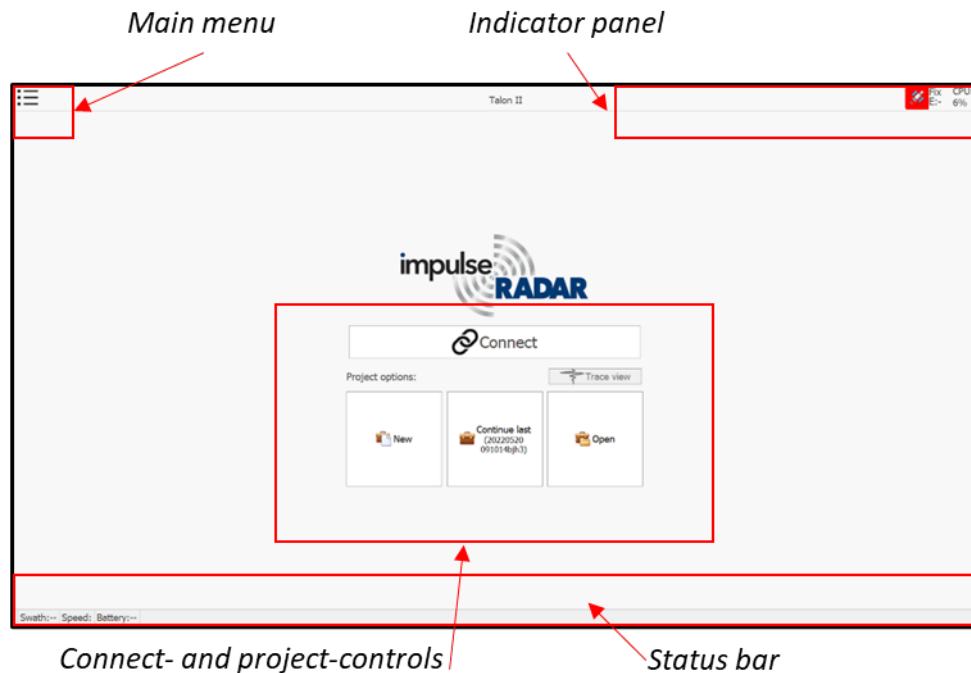 Main menu
Indicator panel
Talon II
Fix
E:-
CPU
6%
impulse
RADAR
Connect
Project options:
Trace view
New
Continue last
(20220520
091014bjh3)
Open
Swath:-- Speed: Battery:--
Connect- and project-controls
Status bar